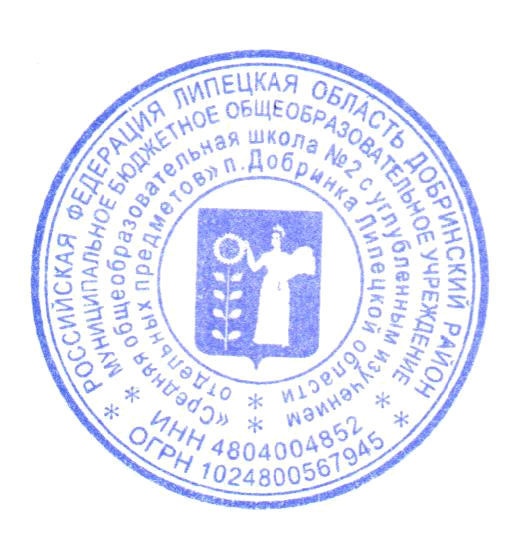 РОССИЙСКАЯ ФЕДЕРАЦИЯ ЛИПЕЦКАЯ ОБЛАСТЬ ДОБРИНСКИЙ РАЙОН
ОГРН 1024800567945
МУНИЦИПАЛЬНОЕ БЮДЖЕТНОЕ ОБЩЕОБРАЗОВАТЕЛЬНОЕ УЧРЕЖДЕНИЕ
ИНН 4804004852
«Средняя общеобразовательная школа №2 с углубленным изучением
отдельных предметов» п. Добринка Липецкой области